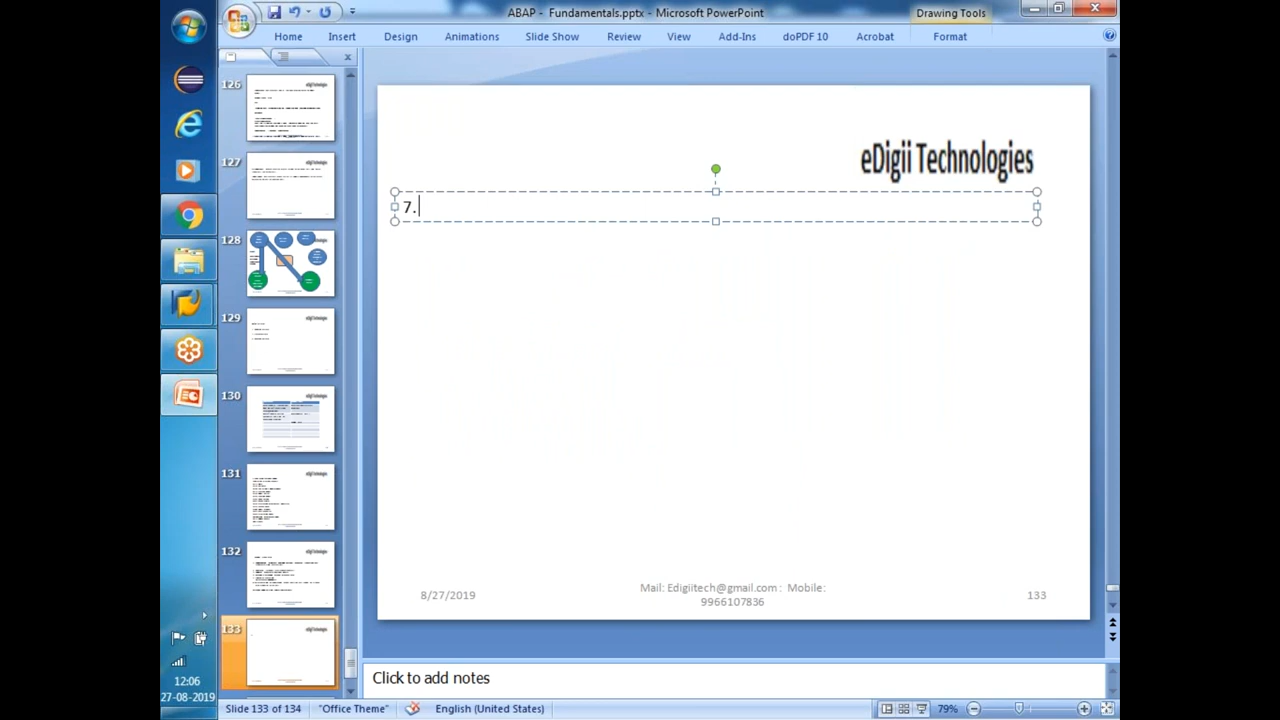 ABAP - Fundamentals.pptx - Microsoft PowerPoint
Drawing Tools
Home Insert Design Animations Slide Show Review View Add-Ins doPDF 10 Acrobat Format
126
127
128
129
130
131
132
133
eDigii Technologies
7.
8/27/2019
Mail: Edigiitech@gmail.com : Mobile:
9966107836
133
Click to add notes
12:06
27-08-2019
Slide 133 of 134
"Office Theme"
English (United States)
79%